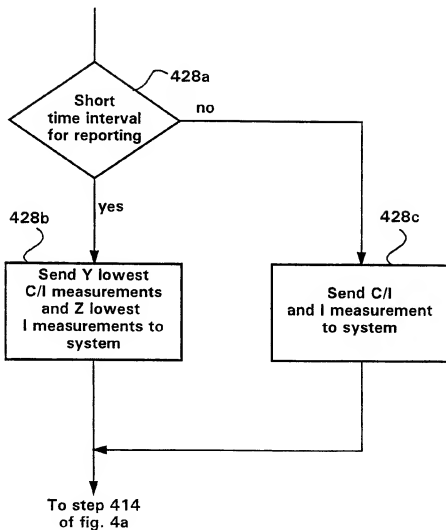 428a
Short
time interval
for reporting
no
yes
428b
428c
Send Y lowest
C/I measurements
and Z lowest
I measurements to
system
Send C/I
and I measurement
to system
To step 414
of fig. 4a